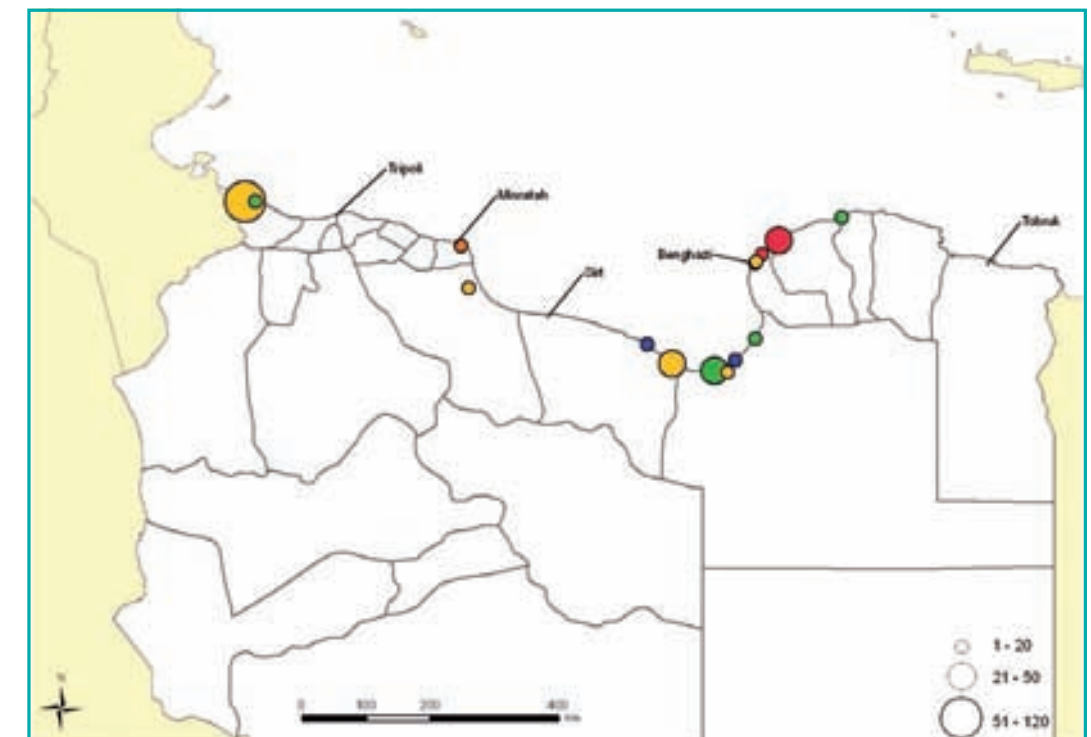 Tripoli
Misratah
Tobruk
Benghazi
Sirt
N
1 - 20
21 - 50
0 100 200 400
51 - 120